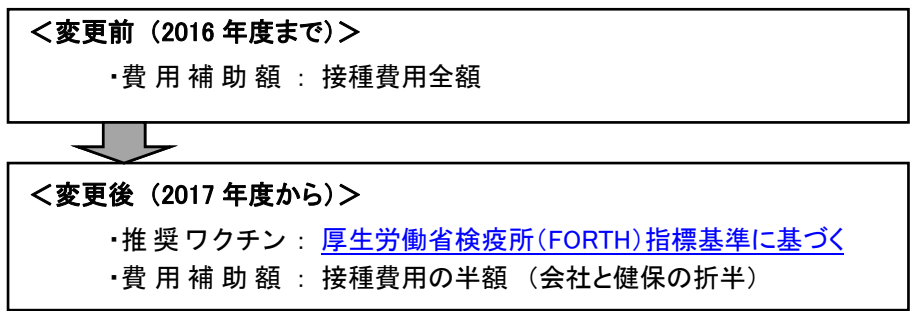 ＜変更前（2016 年度まで）＞
・費 用 補 助 額 ： 接種費用全額
＜変更後（2017 年度から）＞
・推 奨 ワクチン ： 厚生労働省検疫所（FORTH）指標基準に基づく
・費 用 補 助 額 ： 接種費用の半額 （会社と健保の折半）